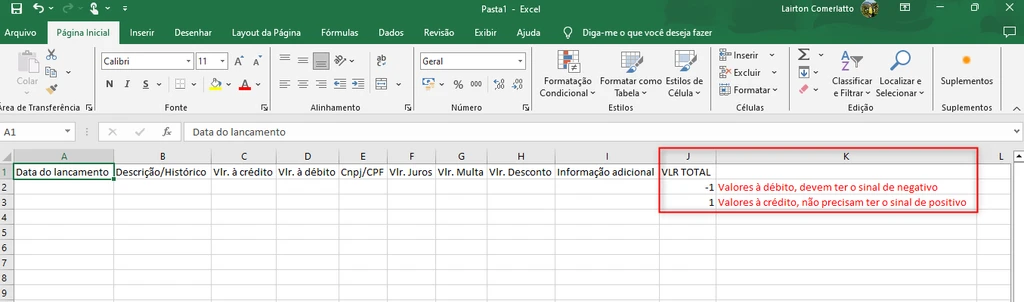 Pasta1 - Excel
Lairton Comerlatto
Arquivo Página Inicial Inserir Desenhar Layout da Página Fórmulas Dados Revisão Exibir Ajuda Diga-me o que você deseja fazer
Colar
Calibri 11 A A
N I S A
ab
Geral
% 000
Formatação Condicional
Formatar como Tabela
Estilos de Célula
Inserir
Excluir
Formatar
Classificar e Filtrar
Localizar e Selecionar
Suplementos
Área de Transferência Fonte Alinhamento Número Estilos Células Edição Suplementos
A1 fx Data do lancamento
A B C D E F G H I J K L
1 Data do lancamento Descrição/Histórico Vlr. à crédito Vlr. à débito Cnpj/CPF Vlr. Juros Vlr. Multa Vlr. Desconto Informação adicional VLR TOTAL
2 -1 Valores à débito, devem ter o sinal de negativo
3 1 Valores à crédito, não precisam ter o sinal de positivo
4
5
6
7
8
9